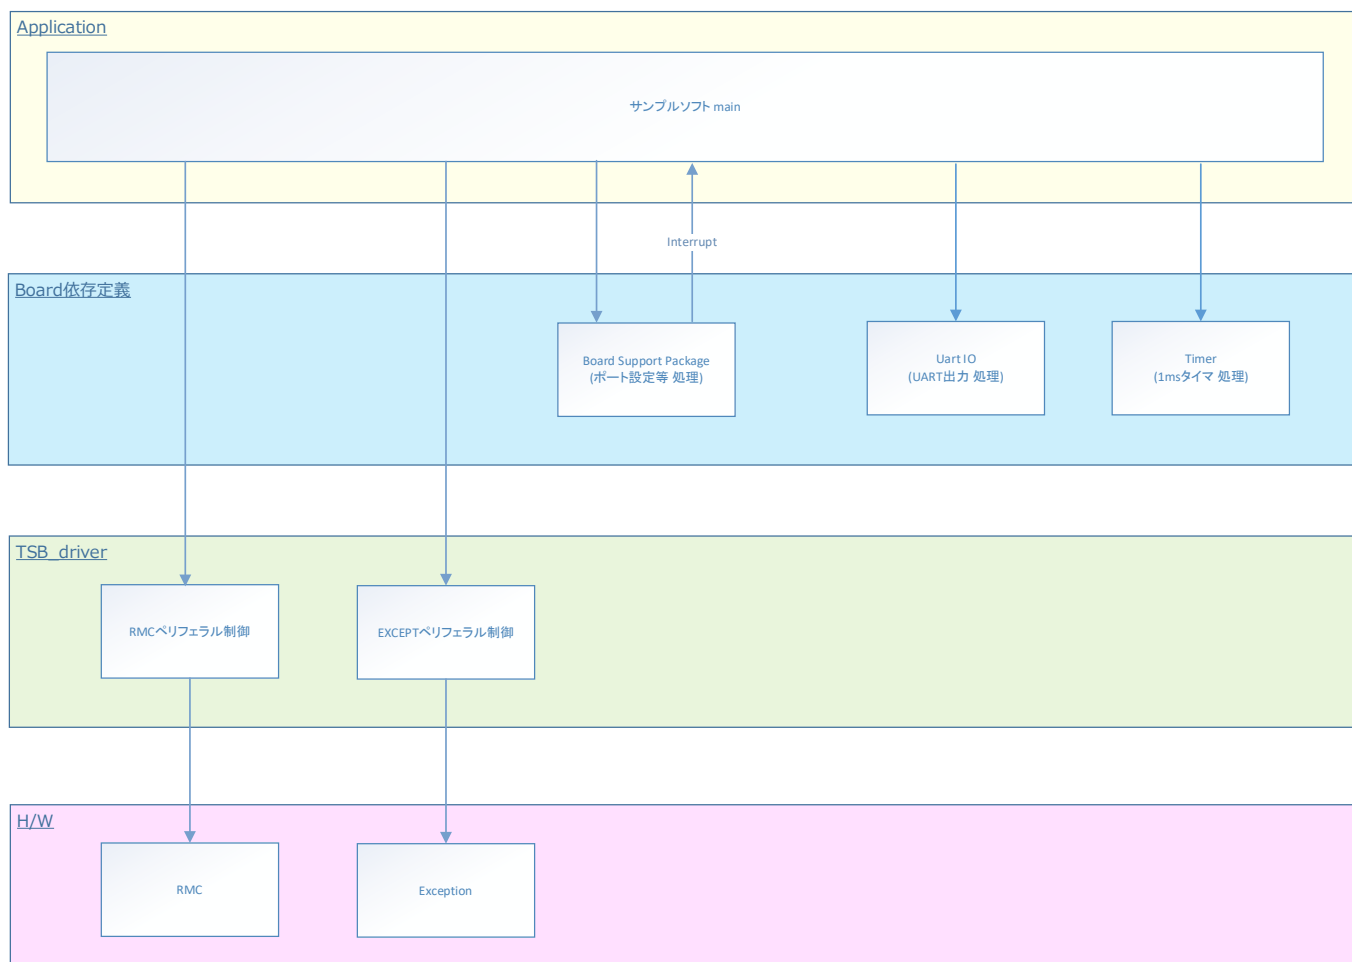 Application
サンプルソフト main
Interrupt
Board依存定義
Board Support Package
(ポート設定等 処理)
Uart IO
(UART出力 処理)
Timer
(1msタイマ 処理)
TSB_driver
RMCペリフェラル制御
EXCEPTペリフェラル制御
H/W
RMC
Exception